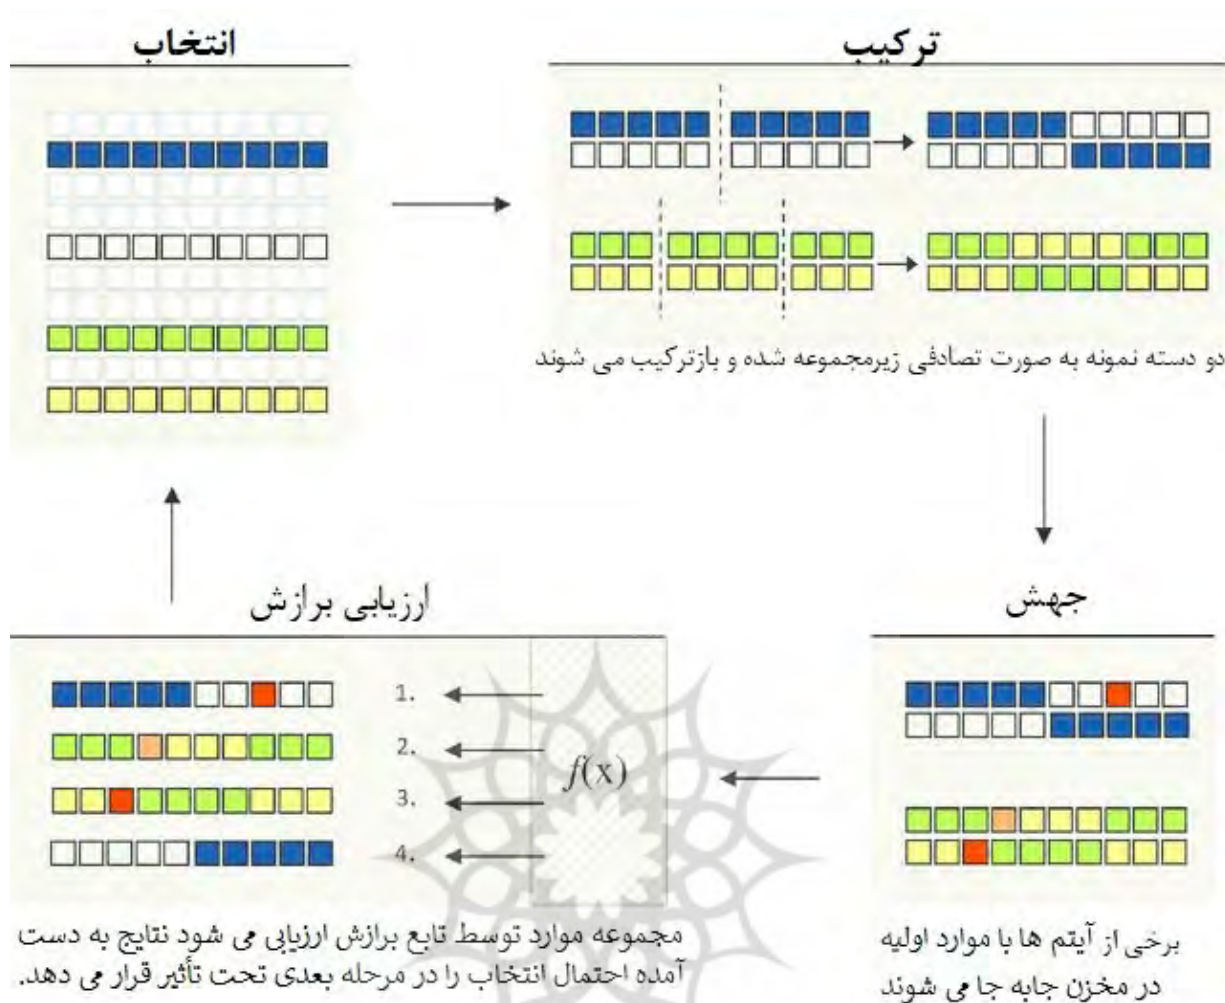 انتخاب
ترکیب
دو دسته نمونه به صورت تصادفی زیرمجموعه شده و بازترکیب می شوند
جهش
برخی از آیتم ها با موارد اولیه
در مخزن جابه جا می شوند
ارزیابی برازش
1.
2.
3.
4.
f(x)
مجموعه موارد توسط تابع برازش ارزیابی می شود نتایج به دست
آمده احتمال انتخاب را در مرحله بعدی تحت تأثیر قرار می دهد.